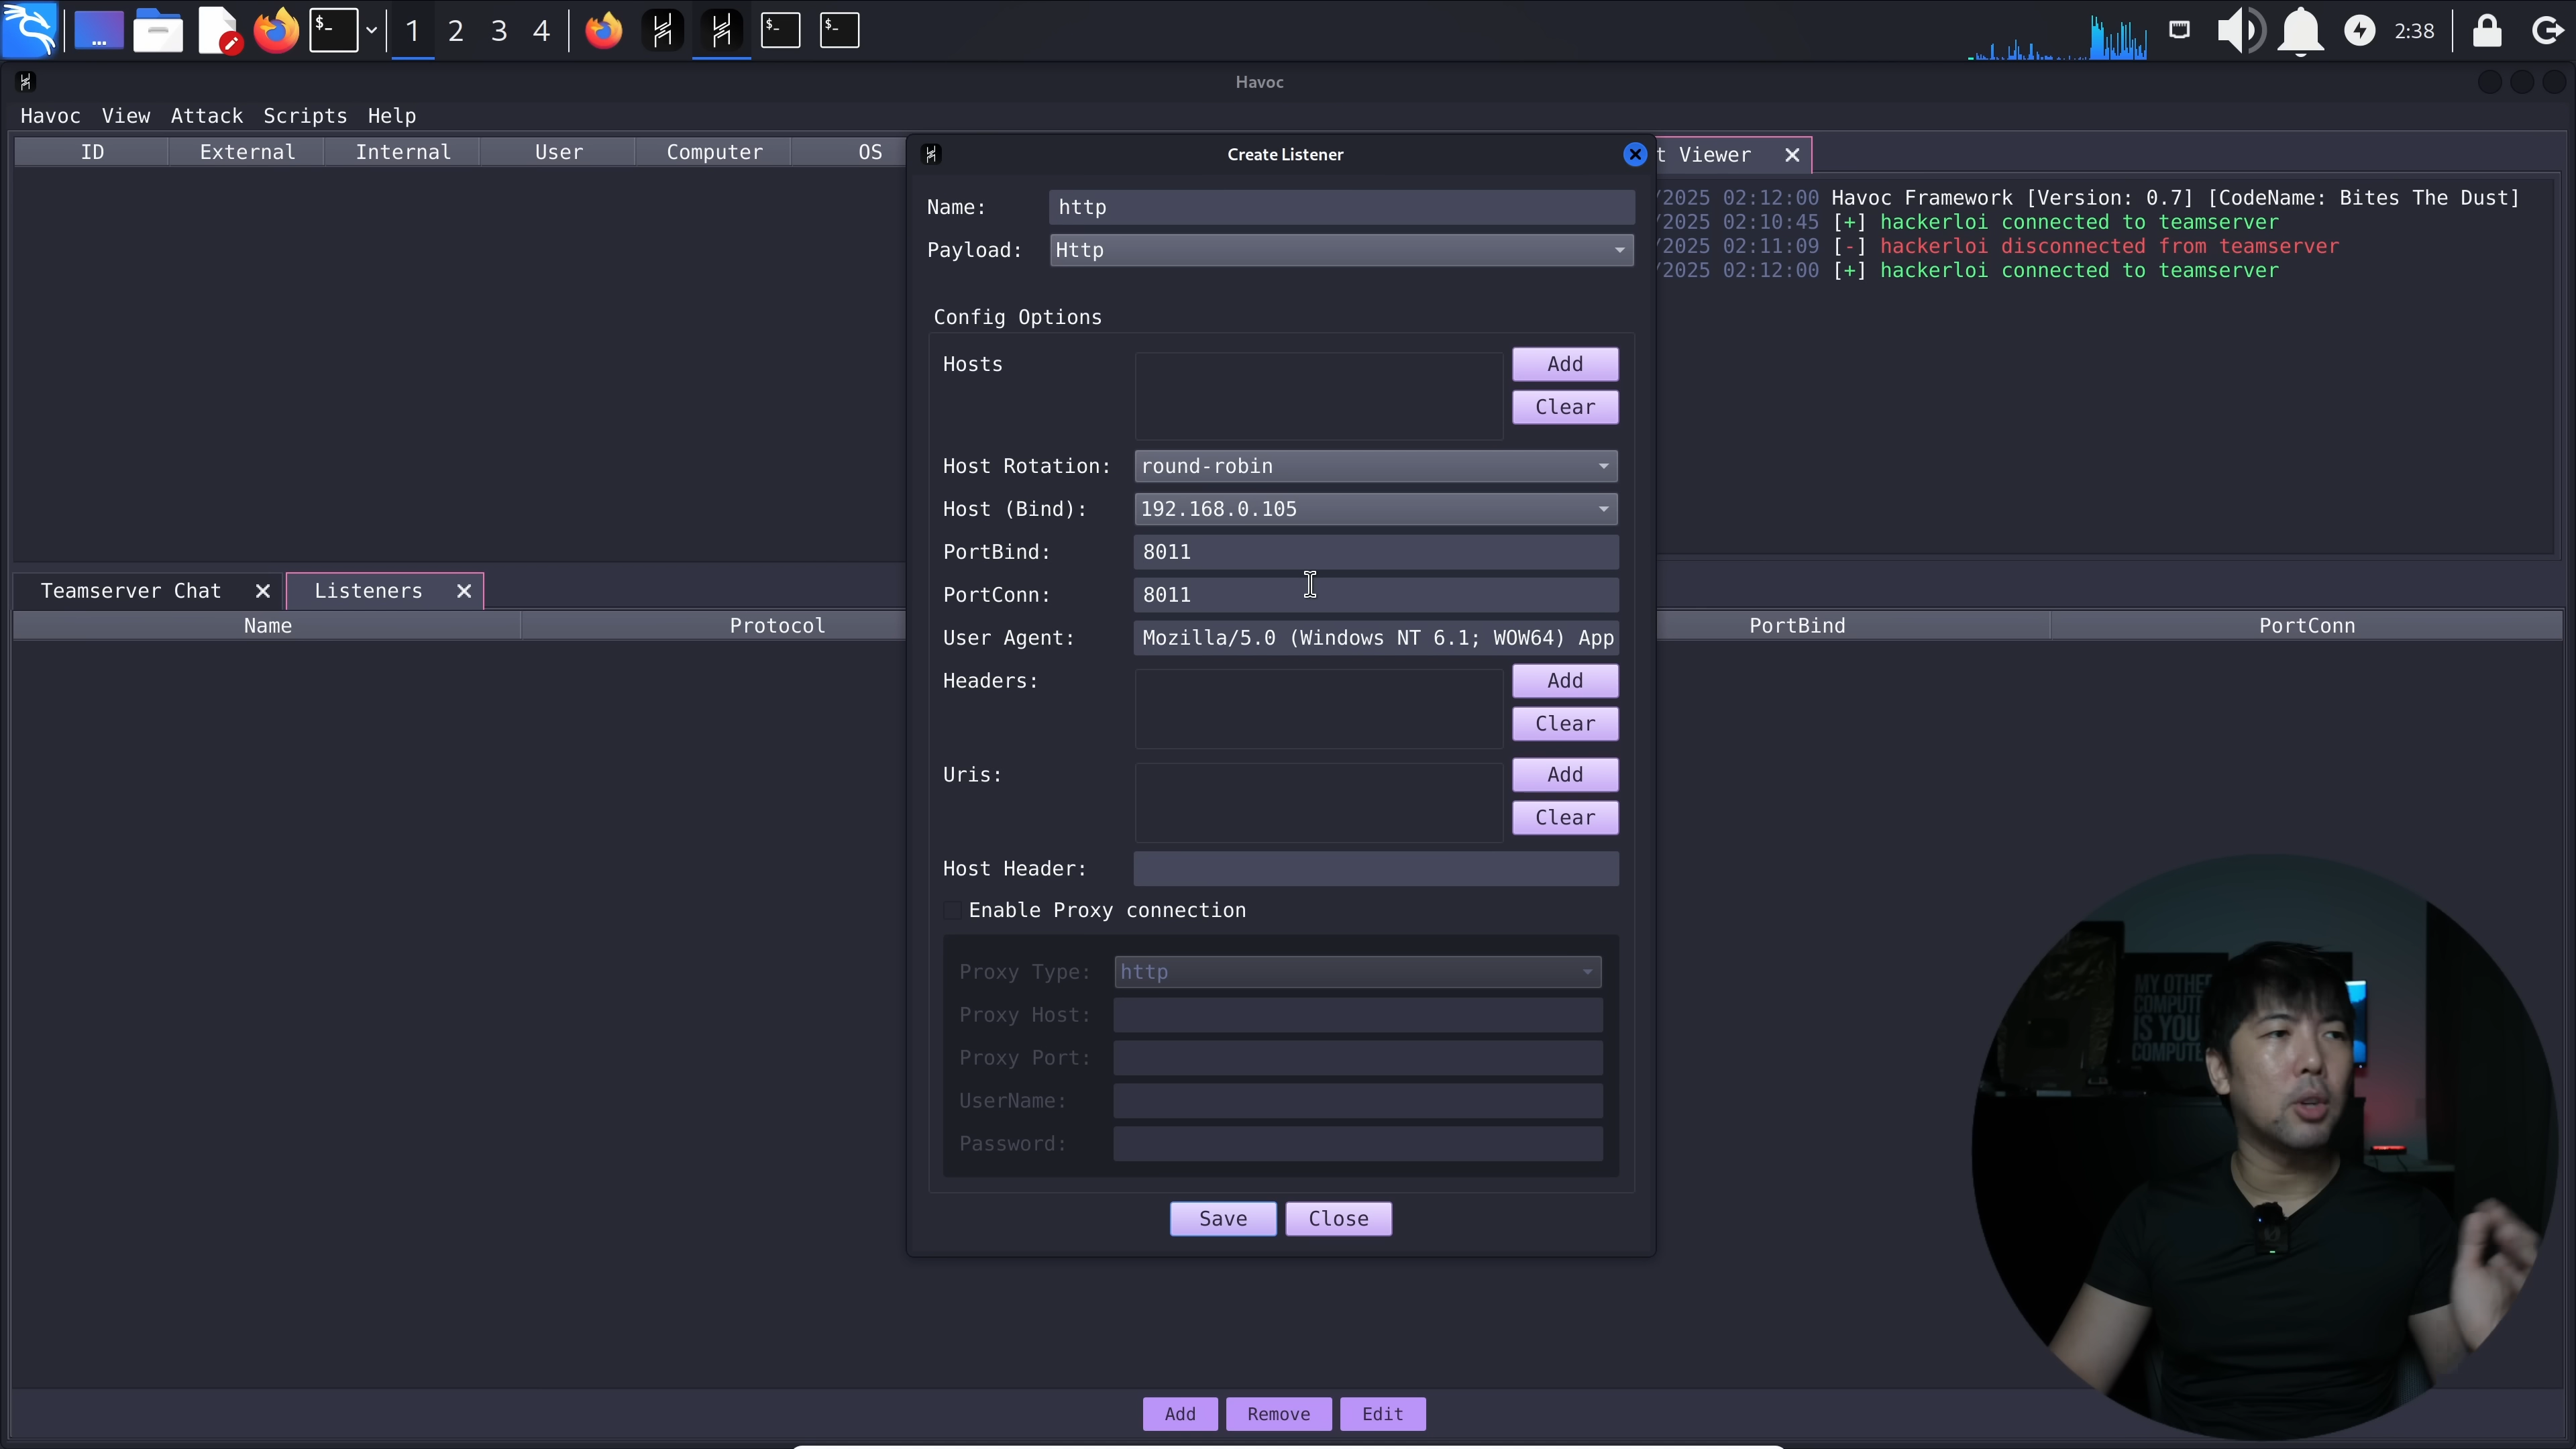 $-
1 2 3 4
$-
$-
2:38
Havoc
Havoc View Attack Scripts Help
ID External Internal User Computer OS
Create Listener
t Viewer
Name: http
Payload: Http
/2025 02:12:00 Havoc Framework [Version: 0.7] [CodeName: Bites The Dust]
/2025 02:10:45 [+] hackerloi connected to teamserver
/2025 02:11:09 [-] hackerloi disconnected from teamserver
/2025 02:12:00 [+] hackerloi connected to teamserver
Config Options
Hosts Add
Clear
Host Rotation: round-robin
Host (Bind): 192.168.0.105
PortBind: 8011
PortConn: 8011
User Agent: Mozilla/5.0 (Windows NT 6.1; WOW64) App
Headers: Add
Clear
Uris: Add
Clear
Host Header:
Enable Proxy connection
Proxy Type: http
Proxy Host:
Proxy Port:
UserName:
Password:
Save Close
Teamserver Chat Listeners
Name Protocol PortBind PortConn
MY OTHE
COMPUT
IS YOU
COMPUTE
Add Remove Edit